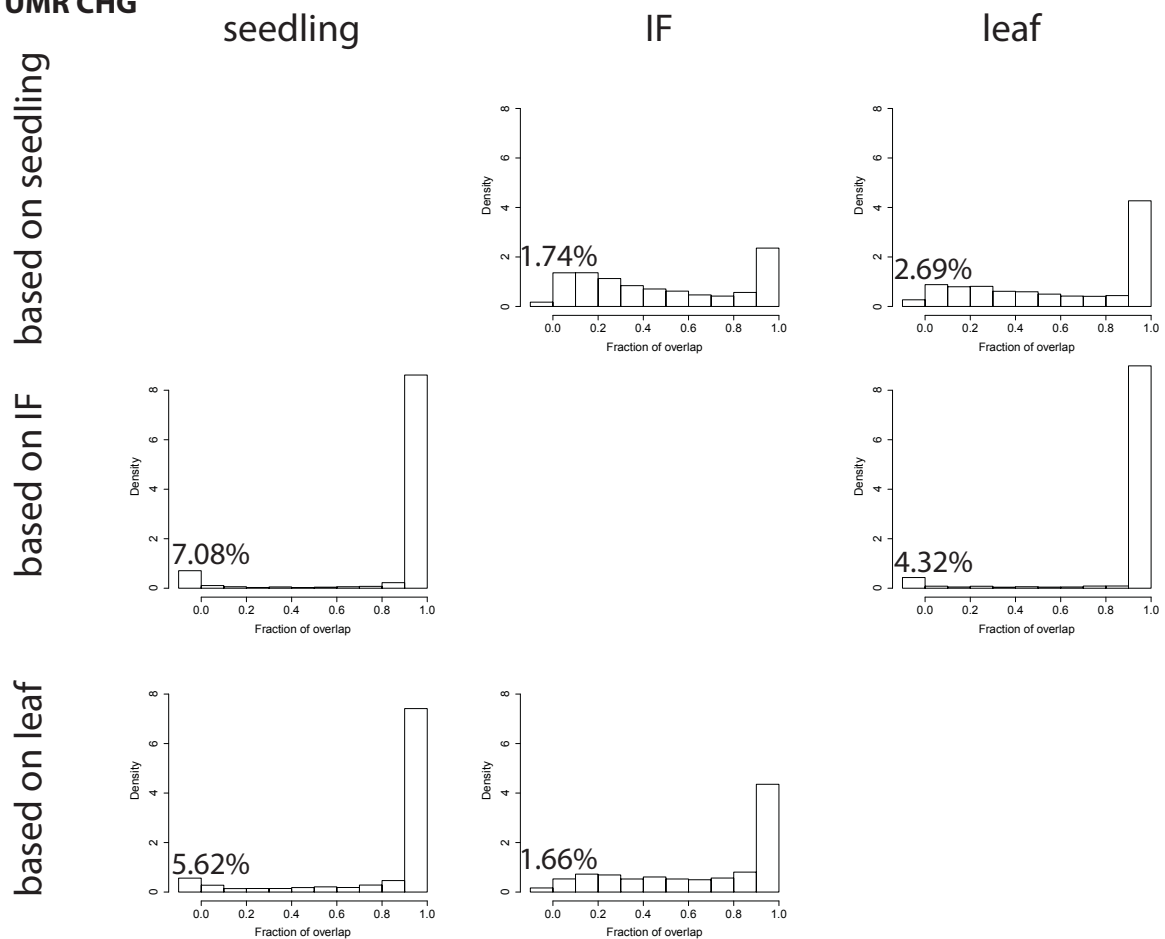 UMR CHG
seedling
IF
leaf
based on seedling
8
6
4
2
0
Density
1.74%
0.0 0.2 0.4 0.6 0.8 1.0
Fraction of overlap
8
6
4
2
0
Density
2.69%
0.0 0.2 0.4 0.6 0.8 1.0
Fraction of overlap
based on IF
8
6
4
2
0
Density
7.08%
0.0 0.2 0.4 0.6 0.8 1.0
Fraction of overlap
8
6
4
2
0
Density
4.32%
0.0 0.2 0.4 0.6 0.8 1.0
Fraction of overlap
based on leaf
8
6
4
2
0
Density
5.62%
0.0 0.2 0.4 0.6 0.8 1.0
Fraction of overlap
8
6
4
2
0
Density
1.66%
0.0 0.2 0.4 0.6 0.8 1.0
Fraction of overlap